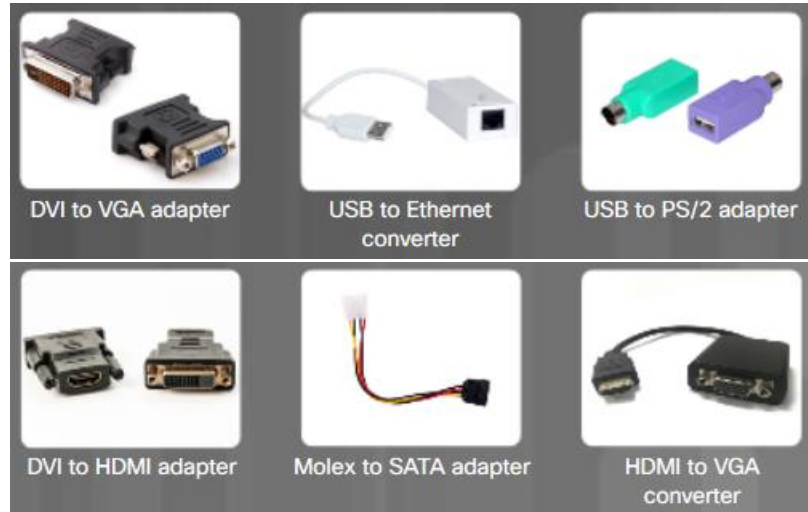 DVI to VGA adapter
USB to Ethernet
converter
USB to PS/2 adapter
DVI to HDMI adapter
Molex to SATA adapter
HDMI to VGA
converter